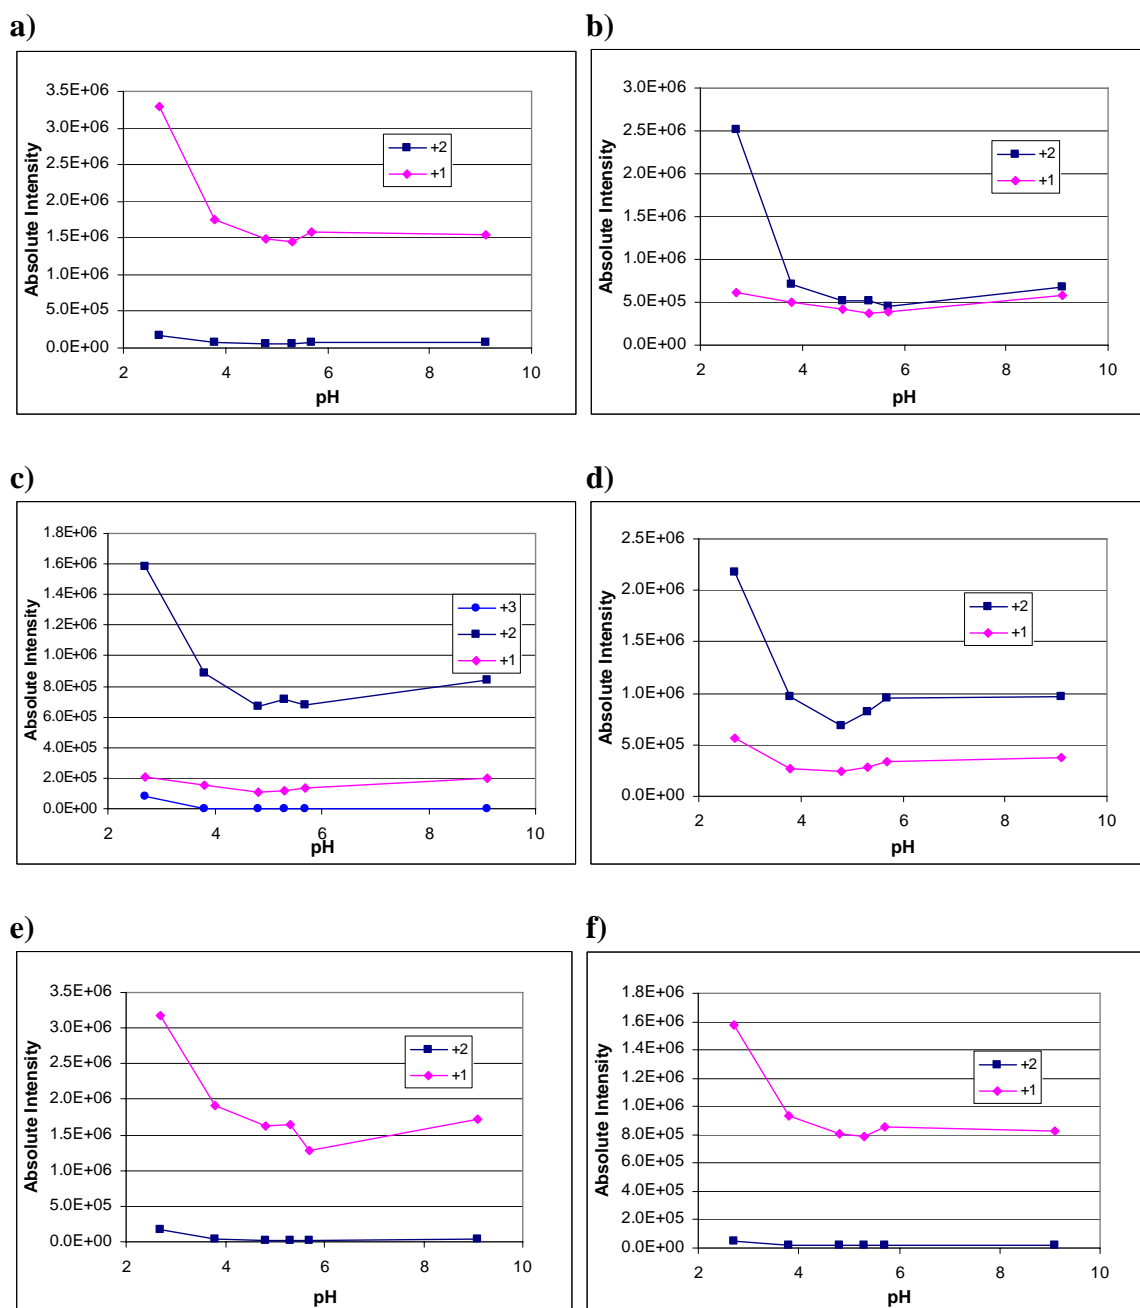 a)
3.5E+06
3.0E+06
2.5E+06
2.0E+06
1.5E+06
1.0E+06
5.0E+05
0.0E+00
2 4 6 8 10
pH
Absolute Intensity
+2
+1
b)
3.0E+06
2.5E+06
2.0E+06
1.5E+06
1.0E+06
5.0E+05
0.0E+00
2 4 6 8 10
pH
Absolute Intensity
+2
+1
c)
1.8E+06
1.6E+06
1.4E+06
1.2E+06
1.0E+06
8.0E+05
6.0E+05
4.0E+05
2.0E+05
0.0E+00
2 4 6 8 10
pH
Absolute Intensity
+3
+2
+1
d)
2.5E+06
2.0E+06
1.5E+06
1.0E+06
5.0E+05
0.0E+00
2 4 6 8 10
pH
Absolute Intensity
+2
+1
e)
3.5E+06
3.0E+06
2.5E+06
2.0E+06
1.5E+06
1.0E+06
5.0E+05
0.0E+00
2 4 6 8 10
pH
Absolute Intensity
+2
+1
f)
1.8E+06
1.6E+06
1.4E+06
1.2E+06
1.0E+06
8.0E+05
6.0E+05
4.0E+05
2.0E+05
0.0E+00
2 4 6 8 10
pH
Absolute Intensity
+2
+1